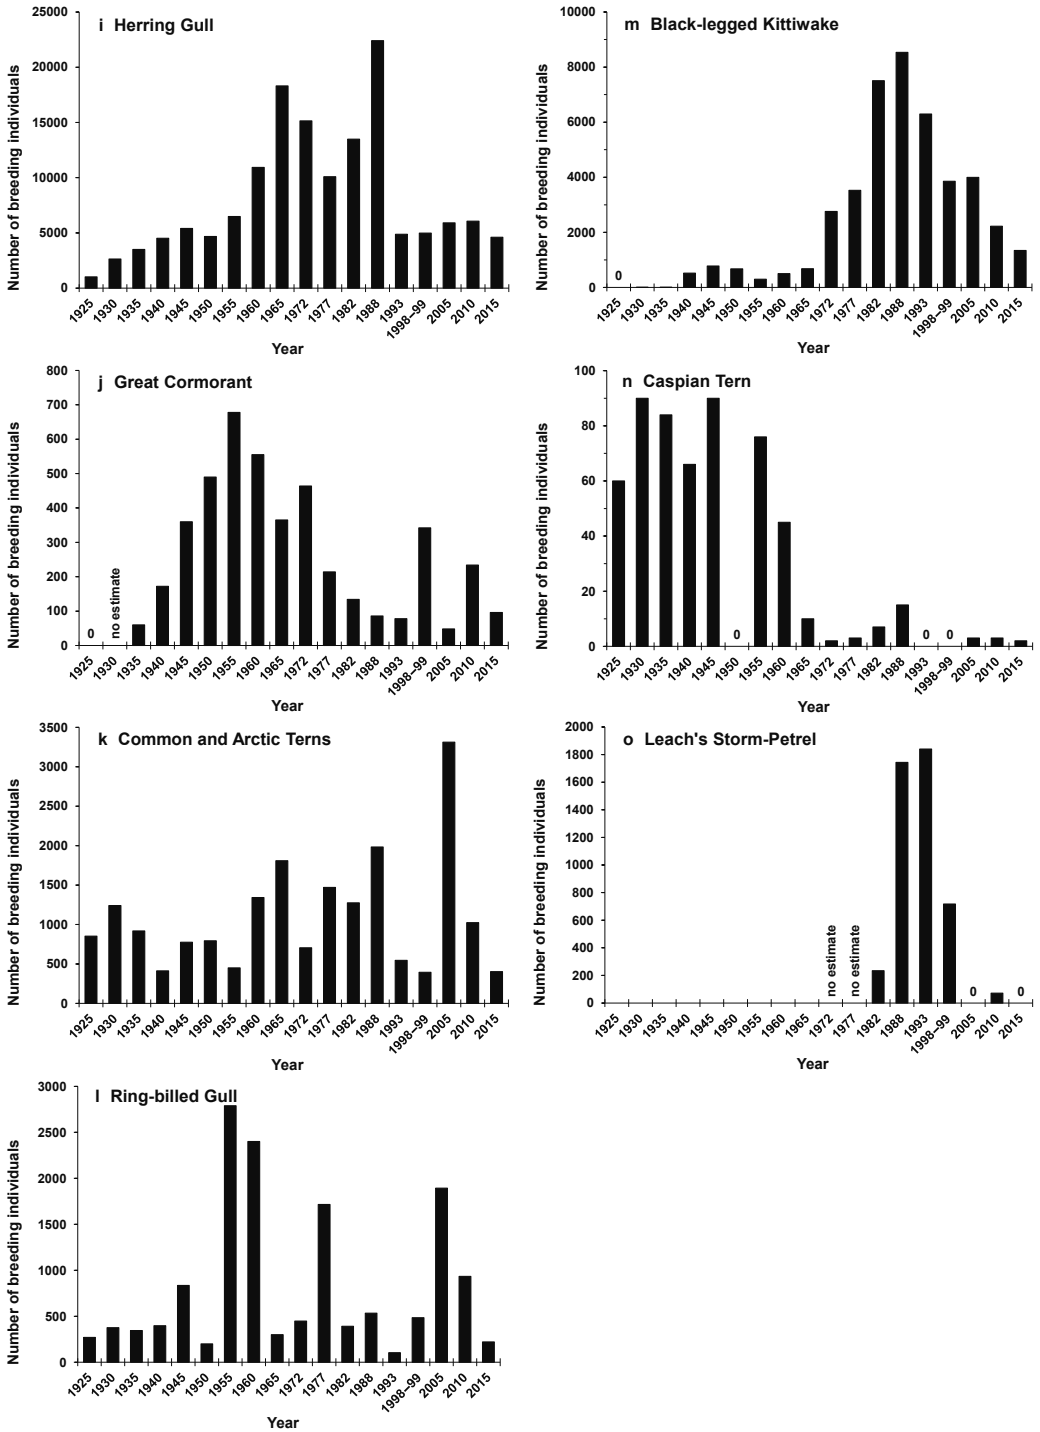 i Herring Gull
Number of breeding individuals
25000
20000
15000
10000
5000
0
1925 1930 1935 1940 1945 1950 1955 1960 1965 1972 1977 1982 1988 1993 1998–99 2005 2010 2015
Year
m Black-legged Kittiwake
Number of breeding individuals
10000
8000
6000
4000
2000
0
0
1925 1930 1935 1940 1945 1950 1955 1960 1965 1972 1977 1982 1988 1993 1998–99 2005 2010 2015
Year
j Great Cormorant
Number of breeding individuals
800
700
600
500
400
300
200
100
0
0
no estimate
1925 1930 1935 1940 1945 1950 1955 1960 1965 1972 1977 1982 1988 1993 1998–99 2005 2010 2015
Year
n Caspian Tern
Number of breeding individuals
100
80
60
40
20
0
0 0 0
1925 1930 1935 1940 1945 1950 1955 1960 1965 1972 1977 1982 1988 1993 1998–99 2005 2010 2015
Year
k Common and Arctic Terns
Number of breeding individuals
3500
3000
2000
1500
1000
500
0
1925 1930 1935 1940 1945 1950 1955 1960 1965 1972 1977 1982 1988 1993 1998–99 2005 2010 2015
Year
o Leach's Storm-Petrel
Number of breeding individuals
2000
1800
1600
1400
1200
1000
800
600
400
200
0
no estimate
no estimate
0 0
1925 1930 1935 1940 1945 1950 1955 1960 1965 1972 1977 1982 1988 1993 1998–99 2005 2010 2015
Year
l Ring-billed Gull
Number of breeding individuals
3000
2500
2000
1500
1000
500
0
1925 1930 1935 1940 1945 1950 1955 1960 1965 1972 1977 1982 1988 1993 1998–99 2005 2010 2015
Year